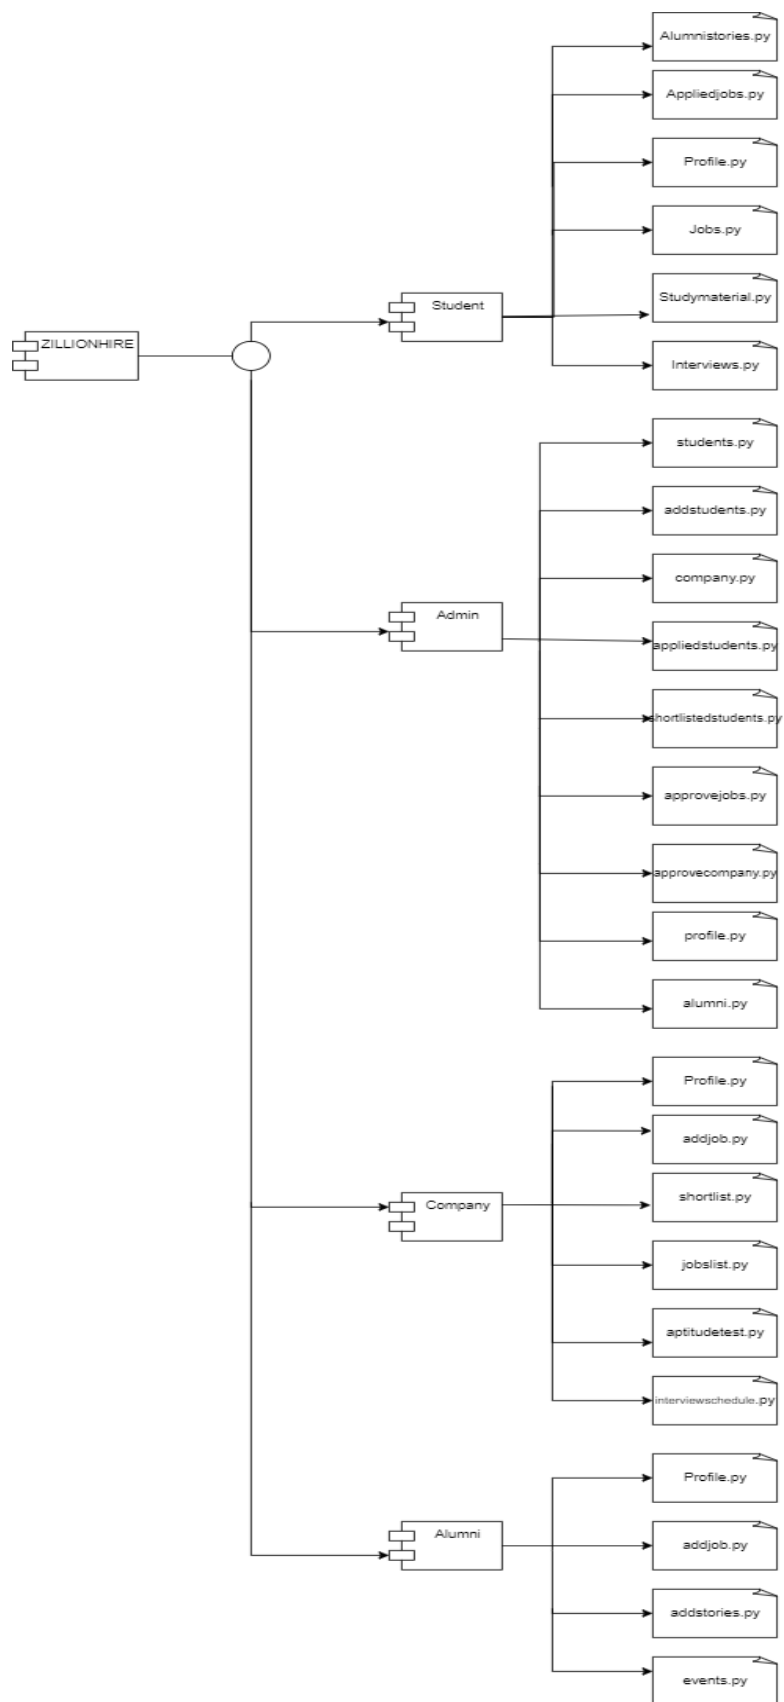 Alumnistories.py
Appliedjobs.py
Profile.py
Jobs.py
Student
Studymaterial.py
ZILLIONHIRE
Interviews.py
students.py
addstudents.py
company.py
Admin
appliedstudents.py
shortlistedstudents.py
approvejobs.py
approvecompany.py
profile.py
alumni.py
Profile.py
addjob.py
shortlist.py
Company
jobslist.py
aptitudetest.py
interviewschedule.py
Profile.py
Alumni
addjob.py
addstories.py
events.py